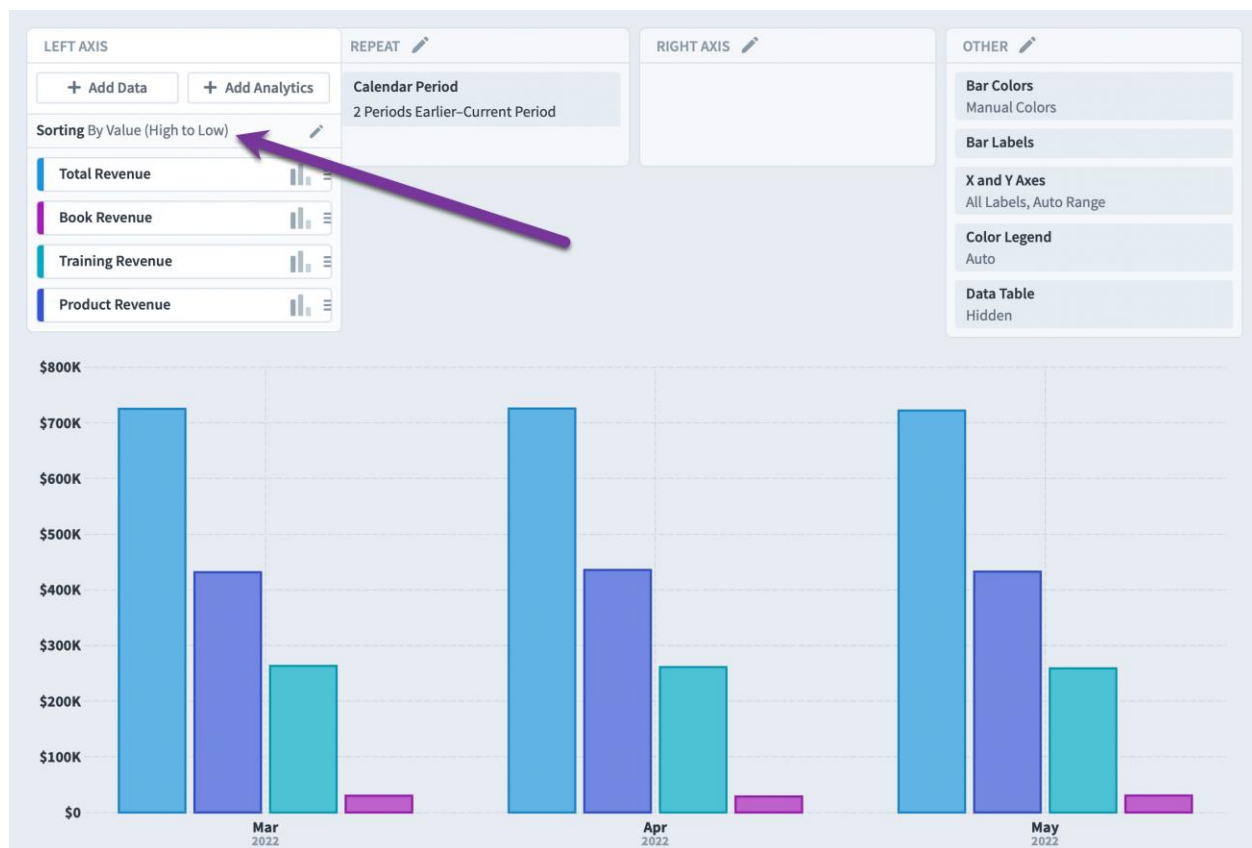 LEFT AXIS
+ Add Data
+ Add Analytics
Sorting By Value (High to Low)
Total Revenue
Book Revenue
Training Revenue
Product Revenue
REPEAT
Calendar Period
2 Periods Earlier–Current Period
RIGHT AXIS
OTHER
Bar Colors
Manual Colors
Bar Labels
X and Y Axes
All Labels, Auto Range
Color Legend
Auto
Data Table
Hidden
$800K
$700K
$600K
$500K
$400K
$300K
$200K
$100K
$0
Mar
2022
Apr
2022
May
2022